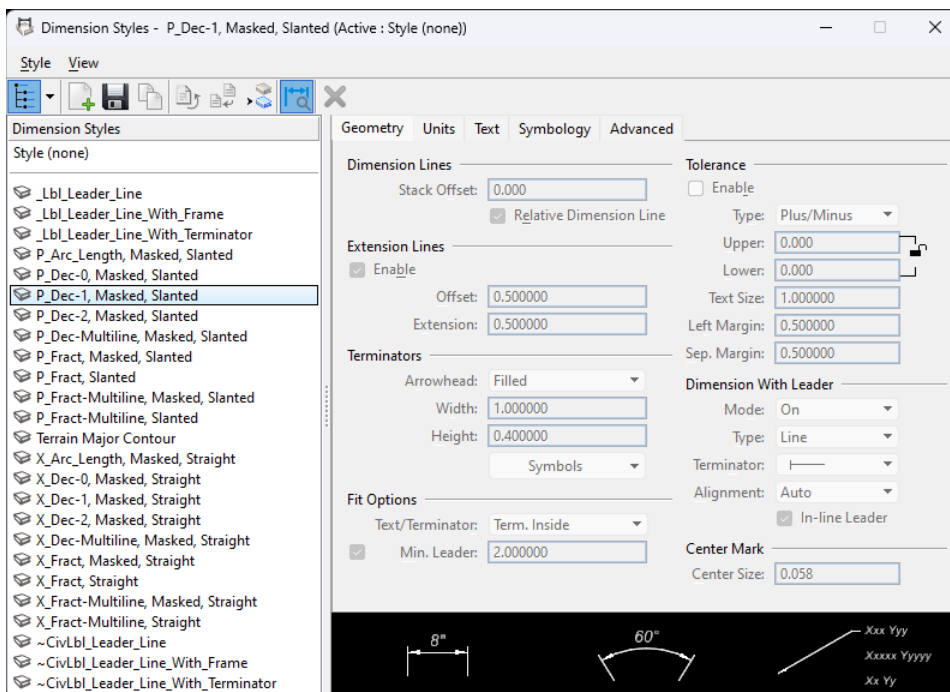 Dimension Styles - P_Dec-1, Masked, Slanted (Active : Style (none))
Style View
Dimension Styles
Style (none)
_Lbl_Leader_Line
_Lbl_Leader_Line_With_Frame
_Lbl_Leader_Line_With_Terminator
P_Arc_Length, Masked, Slanted
P_Dec-0, Masked, Slanted
P_Dec-1, Masked, Slanted
P_Dec-2, Masked, Slanted
P_Dec-Multiline, Masked, Slanted
P_Fract, Masked, Slanted
P_Fract, Slanted
P_Fract-Multiline, Masked, Slanted
P_Fract-Multiline, Slanted
Terrain Major Contour
X_Arc_Length, Masked, Straight
X_Dec-0, Masked, Straight
X_Dec-1, Masked, Straight
X_Dec-2, Masked, Straight
X_Dec-Multiline, Masked, Straight
X_Fract, Masked, Straight
X_Fract, Straight
X_Fract-Multiline, Masked, Straight
X_Fract-Multiline, Straight
~CivLbl_Leader_Line
~CivLbl_Leader_Line_With_Frame
~CivLbl_Leader_Line_With_Terminator
Geometry Units Text Symbology Advanced
Dimension Lines
Stack Offset: 0.000
Relative Dimension Line
Extension Lines
Enable
Offset: 0.500000
Extension: 0.500000
Terminators
Arrowhead: Filled
Width: 1.000000
Height: 0.400000
Symbols
Fit Options
Text/Terminator: Term. Inside
Min. Leader: 2.000000
Tolerance
Enable
Type: Plus/Minus
Upper: 0.000
Lower: 0.000
Text Size: 1.000000
Left Margin: 0.500000
Sep. Margin: 0.500000
Dimension With Leader
Mode: On
Type: Line
Terminator:
Alignment: Auto
In-line Leader
Center Mark
Center Size: 0.058
8"
60°
Xxx Yyy
Xxxxx Yyyyy
Xx Yy